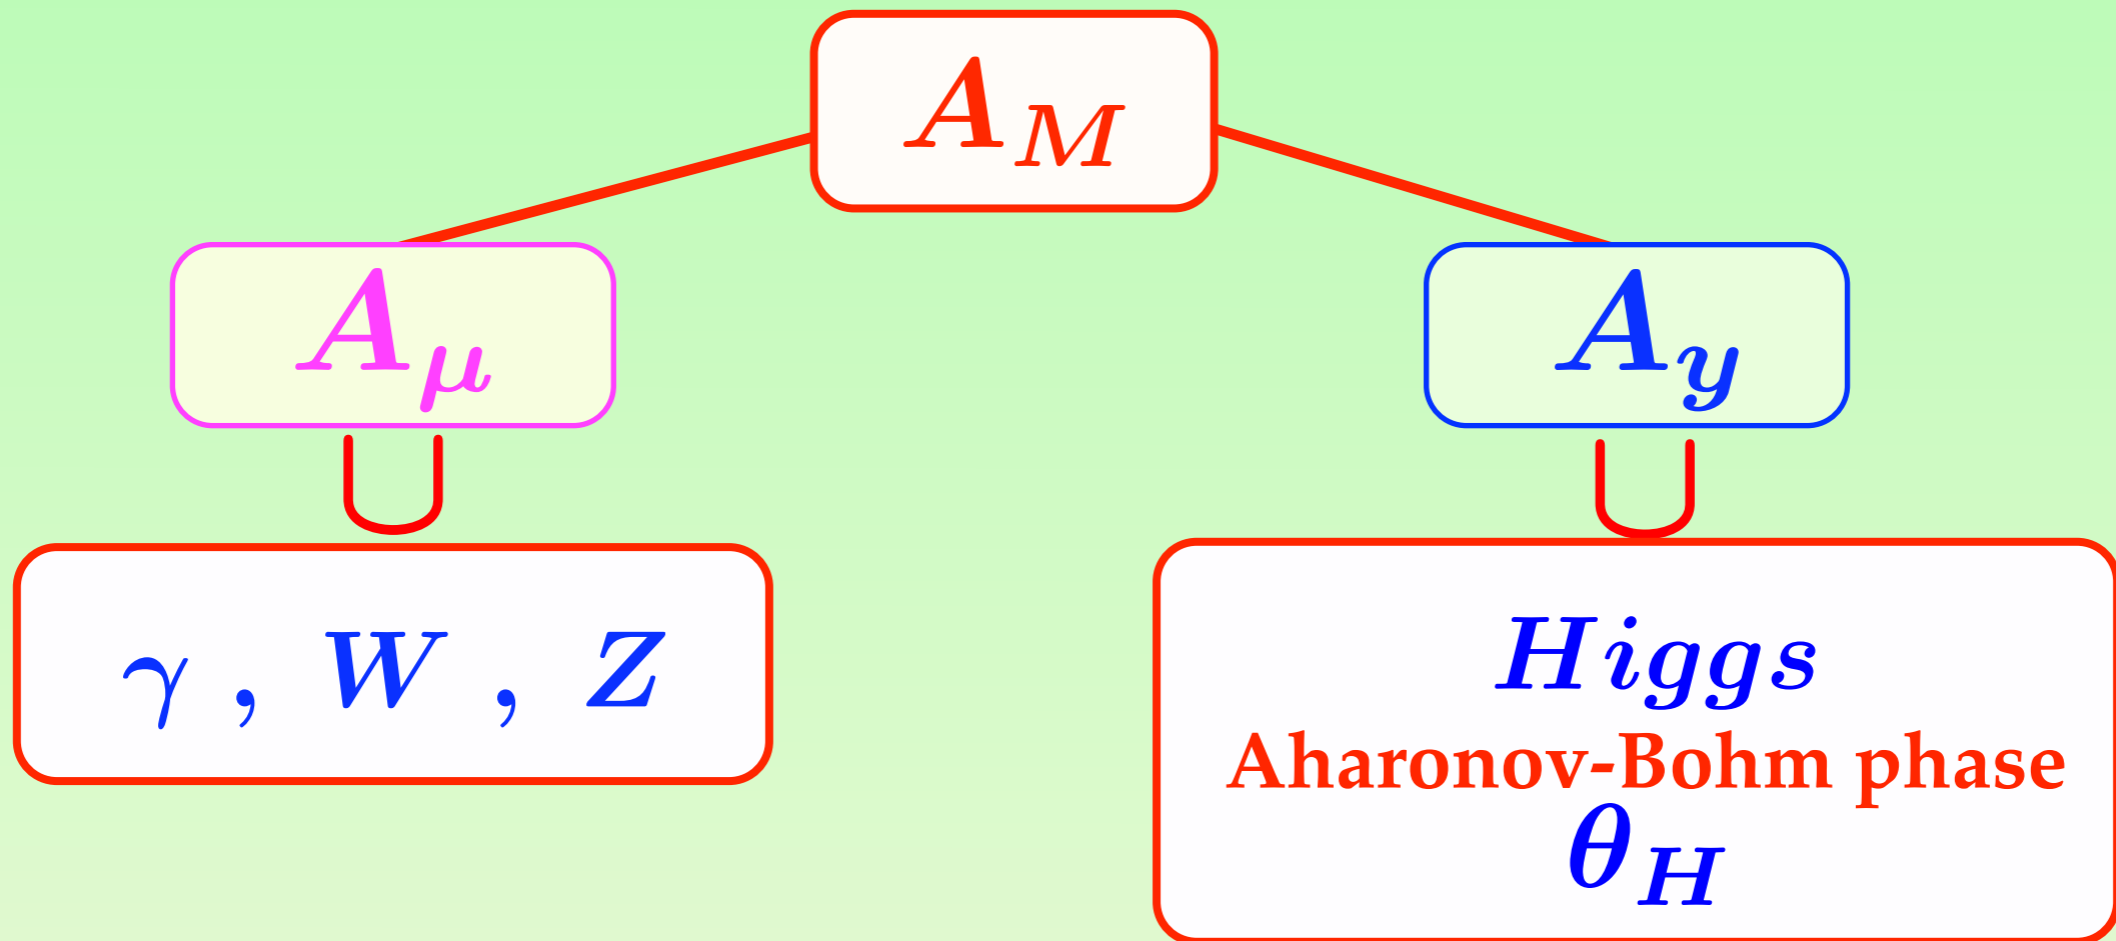 A_M
A_μ
A_y
γ , W , Z
Higgs
Aharonov-Bohm phase
θ_H